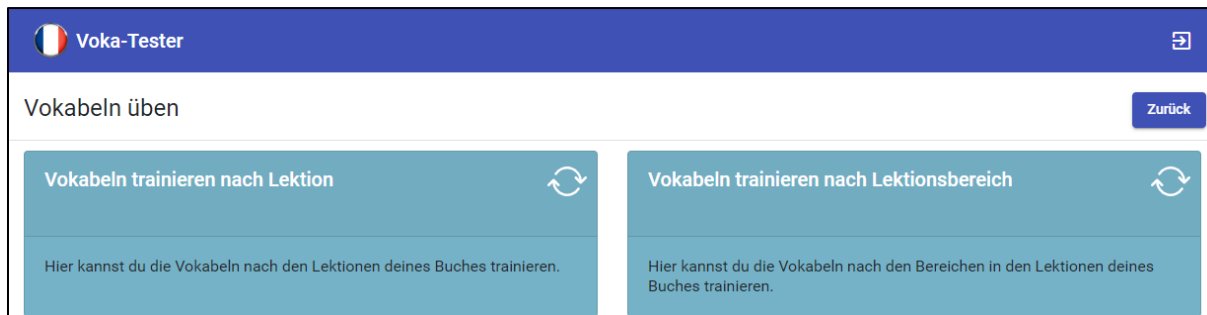 Voka-Tester
Vokabeln üben
Zurück
Vokabeln trainieren nach Lektion
Hier kannst du die Vokabeln nach den Lektionen deines Buches trainieren.
Vokabeln trainieren nach Lektionsbereich
Hier kannst du die Vokabeln nach den Bereichen in den Lektionen deines
Buches trainieren.